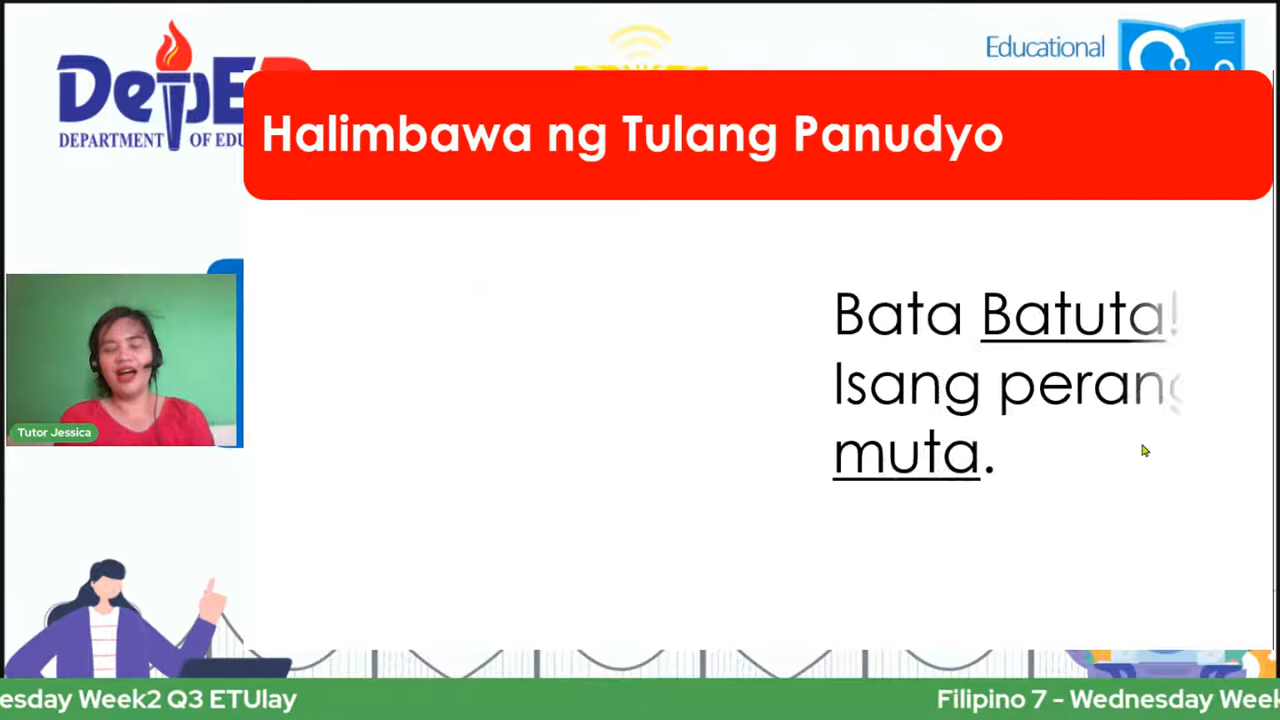 DepE
DEPARTMENT OF EDU
Educational
Halimbawa ng Tulang Panudyo
Bata Batuta!
Isang perang
muta.
Tutor Jessica
esday Week2 Q3 ETUlay
Filipino 7 - Wednesday Week